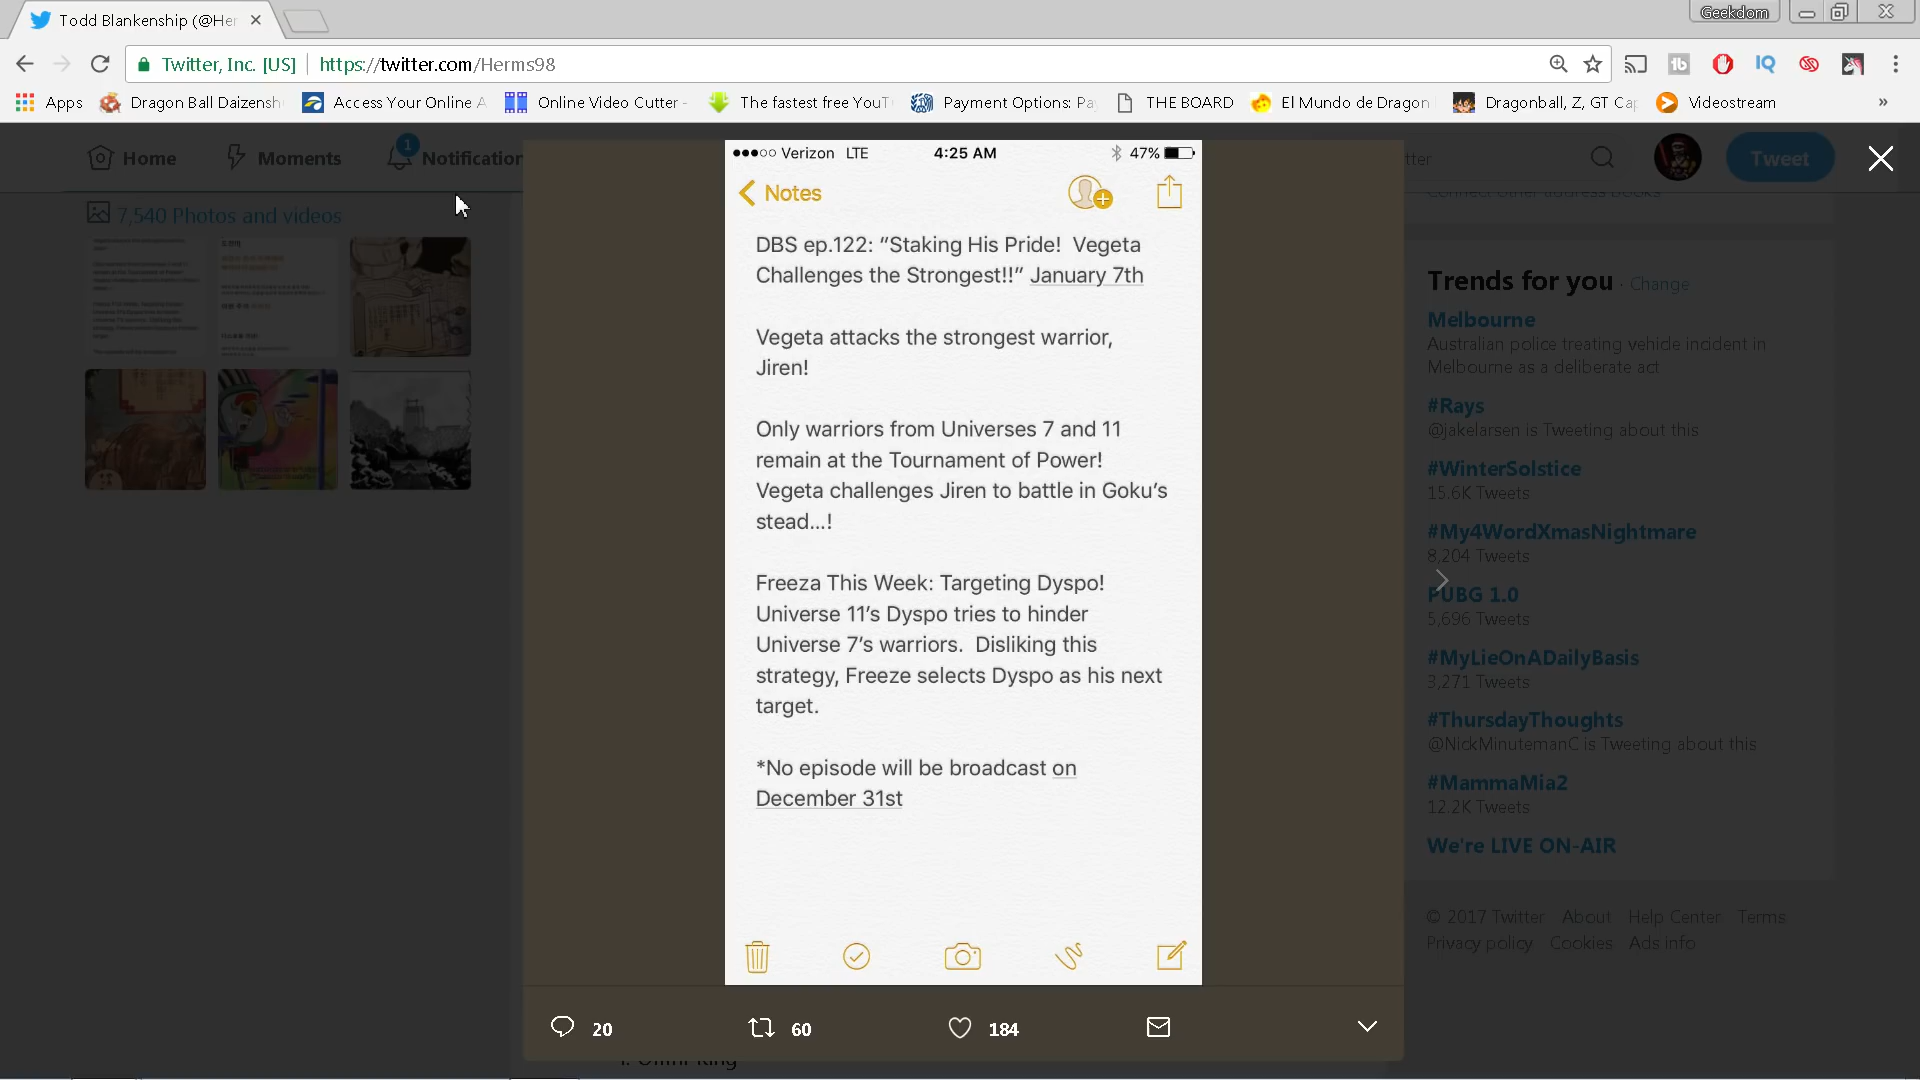 Todd Blankenship (@Her
Geekdom
Twitter, Inc. [US]
https://twitter.com/Herms98
Apps
Dragon Ball Daizensh
Access Your Online A
Online Video Cutter -
The fastest free YouT
Payment Options: Pa
THE BOARD
El Mundo de Dragon
Dragonball, Z, GT Ca
Videostream
»
Home
Moments
1
Notification
tter
Tweet
7,540 Photos and videos
Verizon LTE
4:25 AM
47%
Notes
DBS ep.122: “Staking His Pride!  Vegeta
Challenges the Strongest!!” January 7th
Vegeta attacks the strongest warrior,
Jiren!
Only warriors from Universes 7 and 11
remain at the Tournament of Power!
Vegeta challenges Jiren to battle in Goku’s
stead...!
Freeza This Week: Targeting Dyspo!
Universe 11’s Dyspo tries to hinder
Universe 7’s warriors.  Disliking this
strategy, Freeze selects Dyspo as his next
target.
*No episode will be broadcast on
December 31st
20
60
184
Connect other address books
Trends for you · Change
Melbourne
Australian police treating vehicle incident in
Melbourne as a deliberate act
#Rays
@jakelarsen is Tweeting about this
#WinterSolstice
15.6K Tweets
#My4WordXmasNightmare
8,204 Tweets
PUBG 1.0
5,696 Tweets
#MyLieOnADailyBasis
3,271 Tweets
#ThursdayThoughts
@NickMinutemanC is Tweeting about this
#MammaMia2
12.2K Tweets
We're LIVE ON-AIR
© 2017 Twitter About Help Center Terms
Privacy policy Cookies Ads info